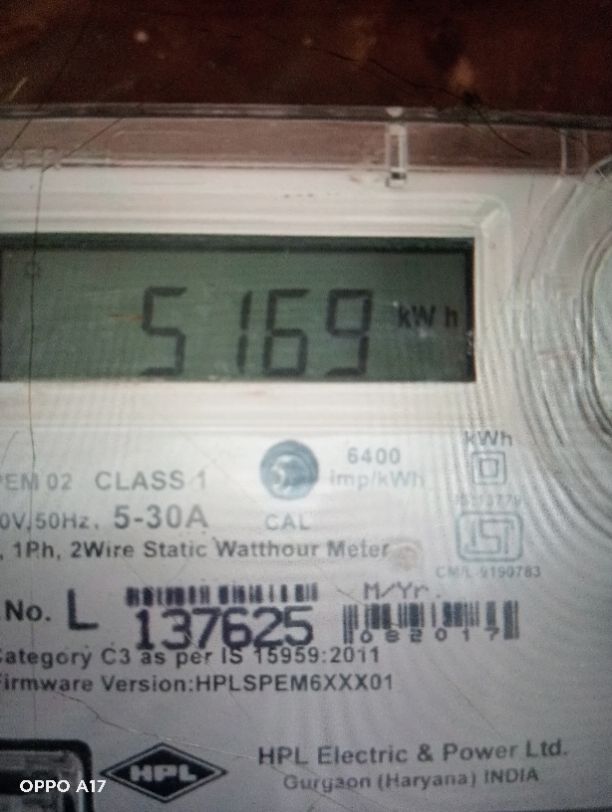 5169 kWh
kWh
6400
PEM 02 CLASS 1
imp/kWh
0V,50Hz, 5-30A
CAL
, 1Ph, 2Wire Static Watthour Meter
CM/L-9190783
M/Yr.
No. L 137625
082017
Category C3 as per IS 15959:2011
Firmware Version:HPLSPEM6XXX01
HPL
HPL Electric & Power Ltd.
Gurgaon (Haryana) INDIA
OPPO A17